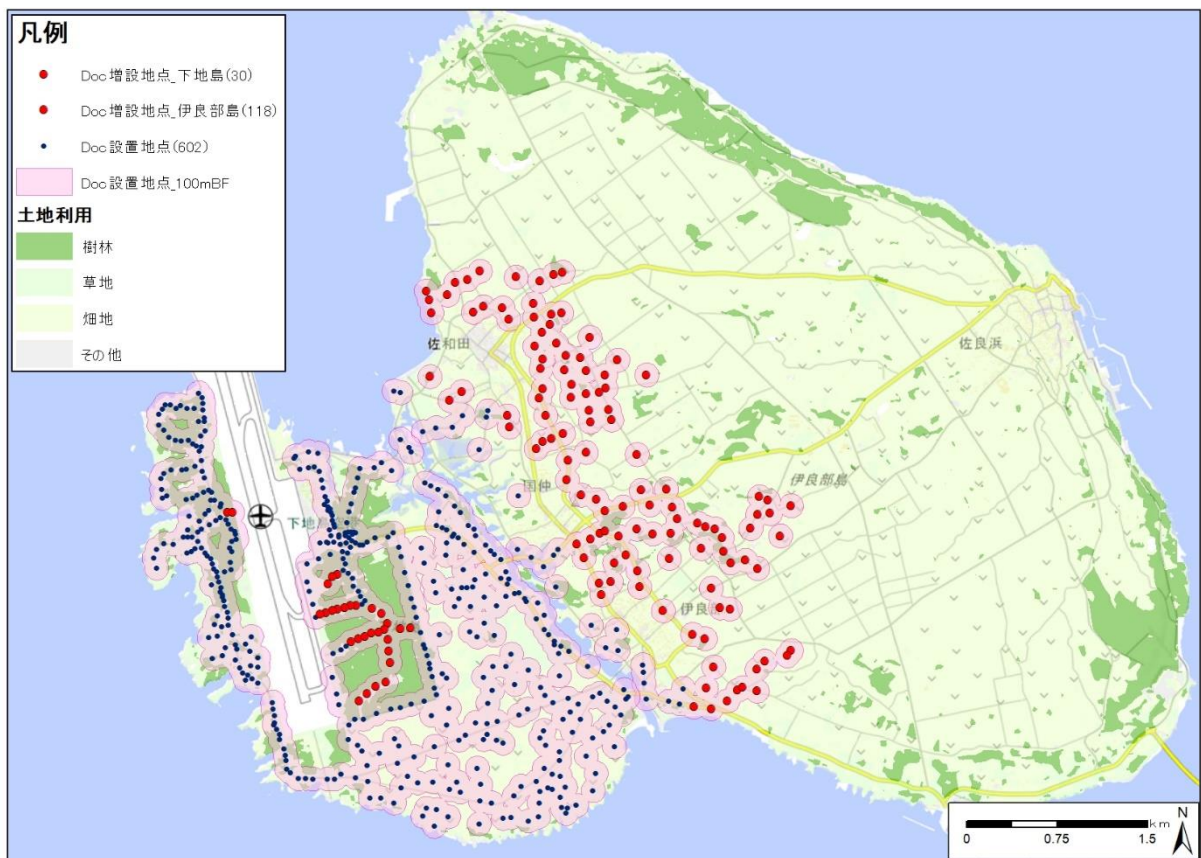 凡例
Doc増設地点_下地島(30)
Doc増設地点_伊良部島(118)
Doc設置地点(602)
Doc設置地点_100mBF
土地利用
樹林
草地
畑地
その他
佐和田
佐良浜
国仲
伊良部島
下地島
伊良部
N
km
0 0.75 1.5